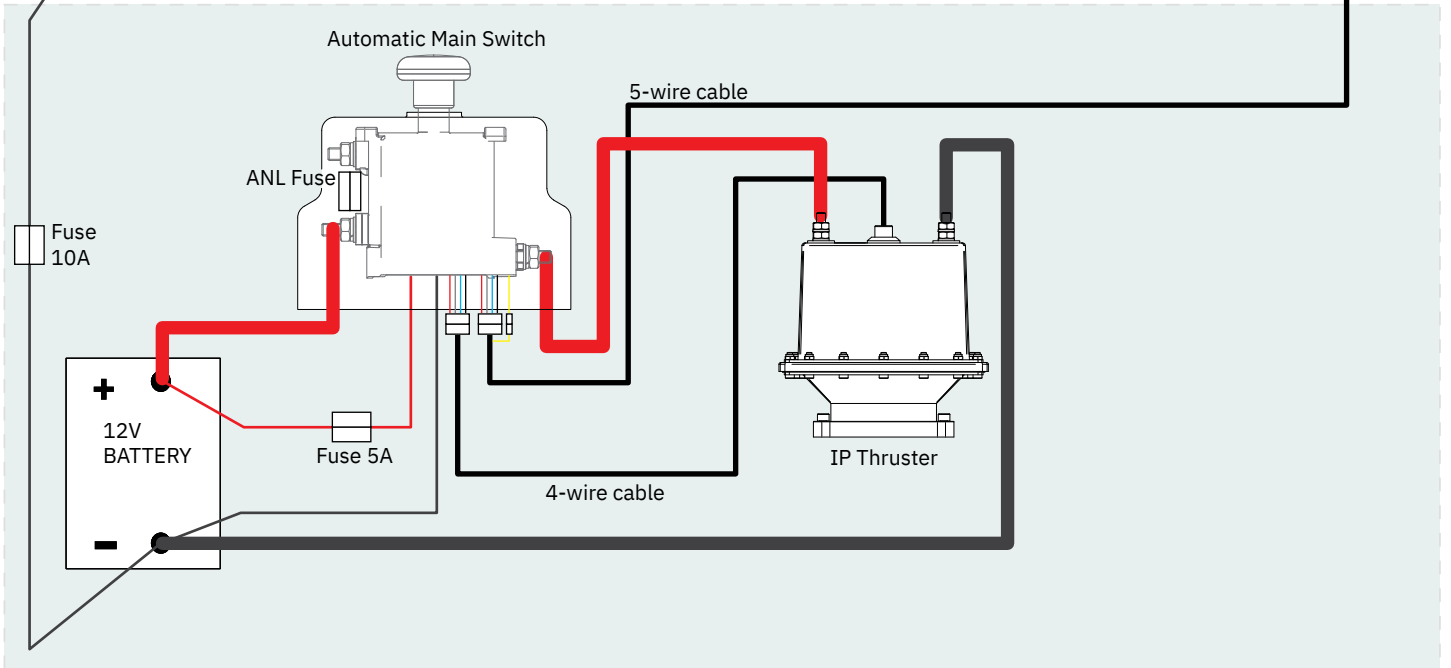 Automatic Main Switch
5-wire cable
ANL Fuse
Fuse
10A
+
12V
BATTERY
Fuse 5A
IP Thruster
4-wire cable
-